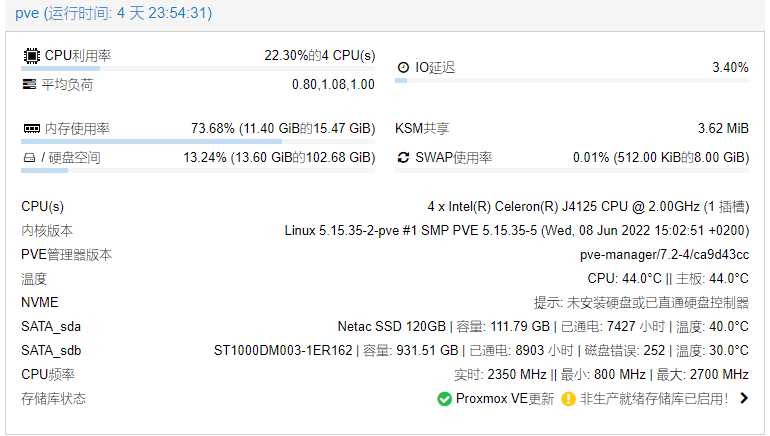 pve (运行时间: 4 天 23:54:31)
CPU利用率 22.30%的4 CPU(s)
IO延迟 3.40%
平均负荷 0.80,1.08,1.00
内存使用率 73.68% (11.40 GiB的15.47 GiB)
KSM共享 3.62 MiB
/ 硬盘空间 13.24% (13.60 GiB的102.68 GiB)
SWAP使用率 0.01% (512.00 KiB的8.00 GiB)
CPU(s) 4 x Intel(R) Celeron(R) J4125 CPU @ 2.00GHz (1 插槽)
内核版本 Linux 5.15.35-2-pve #1 SMP PVE 5.15.35-5 (Wed, 08 Jun 2022 15:02:51 +0200)
PVE管理器版本 pve-manager/7.2-4/ca9d43cc
温度 CPU: 44.0°C || 主板: 44.0°C
NVME 提示: 未安装硬盘或已直通硬盘控制器
SATA_sda Netac SSD 120GB | 容量: 111.79 GB | 已通电: 7427 小时 | 温度: 40.0°C
SATA_sdb ST1000DM003-1ER162 | 容量: 931.51 GB | 已通电: 8903 小时 | 磁盘错误: 252 | 温度: 30.0°C
CPU频率 实时: 2350 MHz || 最小: 800 MHz | 最大: 2700 MHz
存储库状态 Proxmox VE更新 非生产就绪存储库已启用!